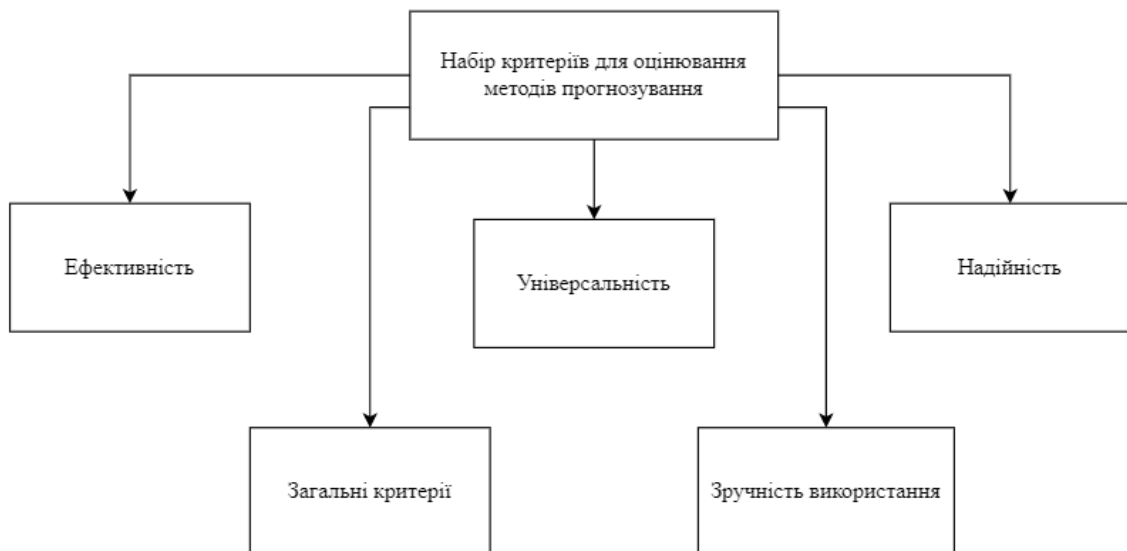 Набір критеріїв для оцінювання
методів прогнозування
Ефективність
Універсальність
Надійність
Загальні критерії
Зручність використання